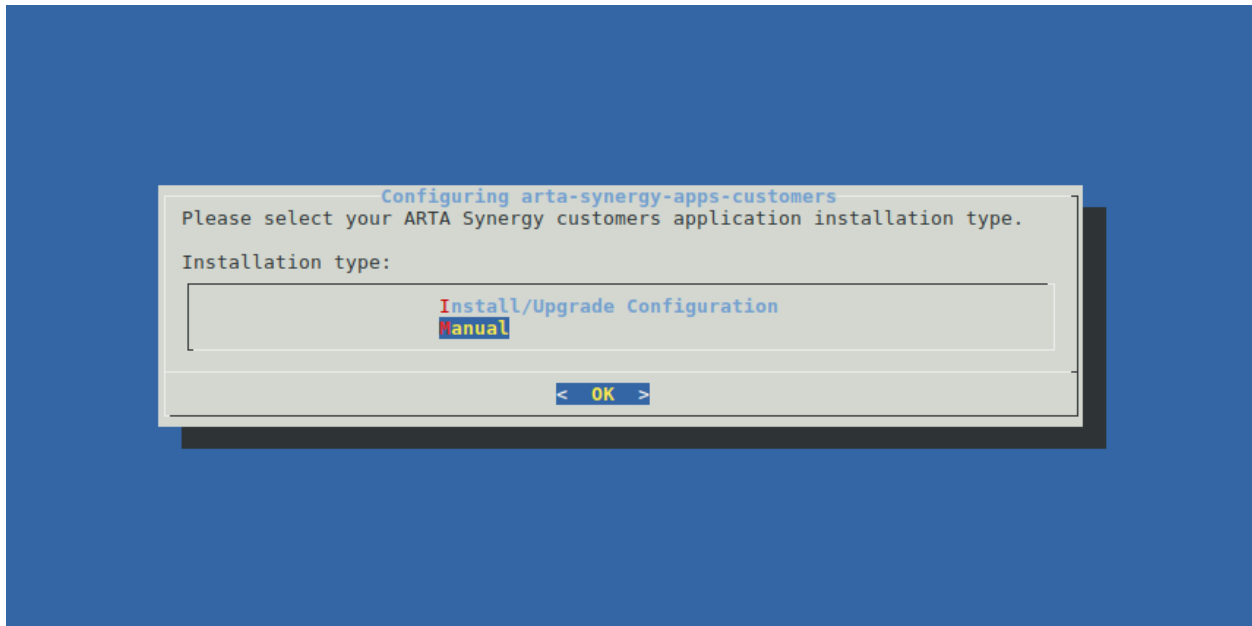 Configuring arta-synergy-apps-customers
Please select your ARTA Synergy customers application installation type.
Installation type:
Install/Upgrade Configuration
Manual
< OK >